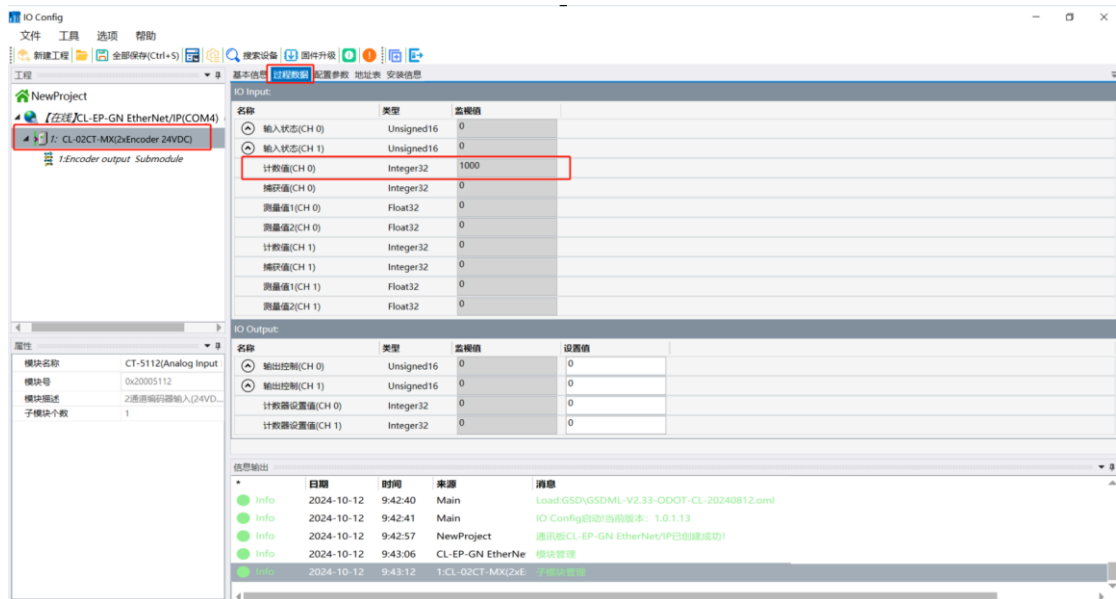 IO Config
文件 工具 选项 帮助
新建工程 全部保存(Ctrl+S) 搜索设备 固件升级
工程
NewProject
【在线】CL-EP-GN EtherNet/IP(COM4)
1: CL-02CT-MX(2xEncoder 24VDC)
1:Encoder output Submodule
基本信息 过程数据 配置参数 地址表 安装信息
IO Input:
名称 类型 监视值
输入状态(CH 0) Unsigned16 0
输入状态(CH 1) Unsigned16 0
计数值(CH 0) Integer32 1000
捕获值(CH 0) Integer32 0
测量值1(CH 0) Float32 0
测量值2(CH 0) Float32 0
计数值(CH 1) Integer32 0
捕获值(CH 1) Integer32 0
测量值1(CH 1) Float32 0
测量值2(CH 1) Float32 0
IO Output:
名称 类型 监视值 设置值
输出控制(CH 0) Unsigned16 0 0
输出控制(CH 1) Unsigned16 0 0
计数器设置值(CH 0) Integer32 0 0
计数器设置值(CH 1) Integer32 0 0
属性
模块名称 CT-5112(Analog Input
模块号 0x20005112
模块描述 2通道编码器输入(24VD...
子模块个数 1
信息输出
* 日期 时间 来源 消息
Info 2024-10-12 9:42:40 Main Load:GSD\GSDML-V2.33-ODOT-CL-20240812.oml
Info 2024-10-12 9:42:41 Main IO Config启动!当前版本：1.0.1.13
Info 2024-10-12 9:42:57 NewProject 通讯板CL-EP-GN EtherNet/IP已创建成功!
Info 2024-10-12 9:43:06 CL-EP-GN EtherNe 模块管理
Info 2024-10-12 9:43:12 1:CL-02CT-MX(2xE 子模块管理